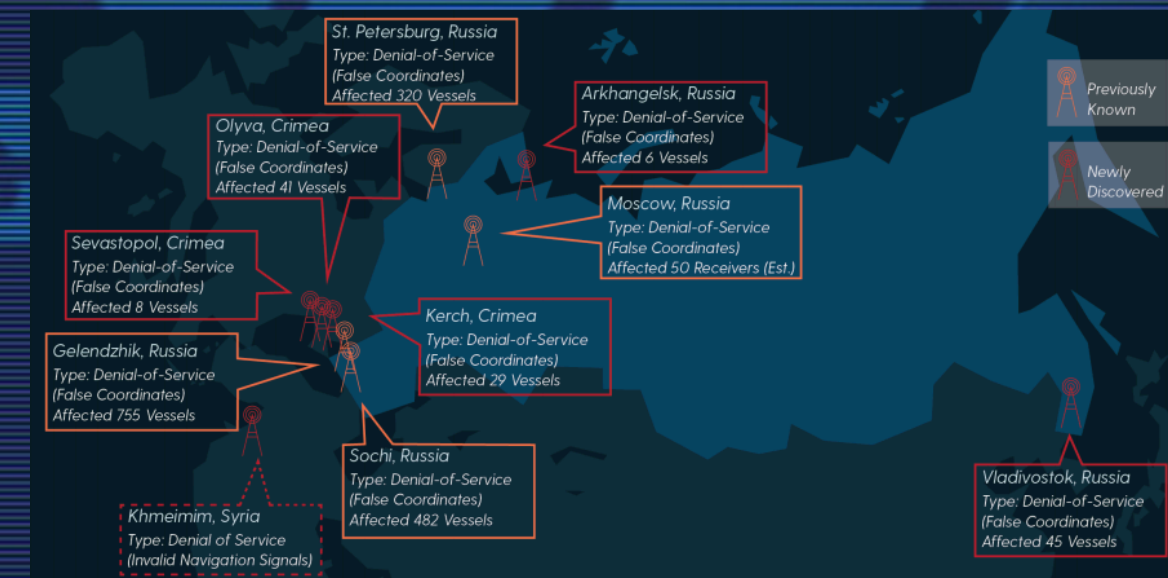 St. Petersburg, Russia
Type: Denial-of-Service
(False Coordinates)
Affected 320 Vessels
Arkhangelsk, Russia
Type: Denial-of-Service
(False Coordinates)
Affected 6 Vessels
Previously
Known
Newly
Discovered
Olyva, Crimea
Type: Denial-of-Service
(False Coordinates)
Affected 41 Vessels
Moscow, Russia
Type: Denial-of-Service
(False Coordinates)
Affected 50 Receivers (Est.)
Sevastopol, Crimea
Type: Denial-of-Service
(False Coordinates)
Affected 8 Vessels
Kerch, Crimea
Type: Denial-of-Service
(False Coordinates)
Affected 29 Vessels
Gelendzhik, Russia
Type: Denial-of-Service
(False Coordinates)
Affected 755 Vessels
Sochi, Russia
Type: Denial-of-Service
(False Coordinates)
Affected 482 Vessels
Khmeimim, Syria
Type: Denial of Service
(Invalid Navigation Signals)
Vladivostok, Russia
Type: Denial-of-Service
(False Coordinates)
Affected 45 Vessels